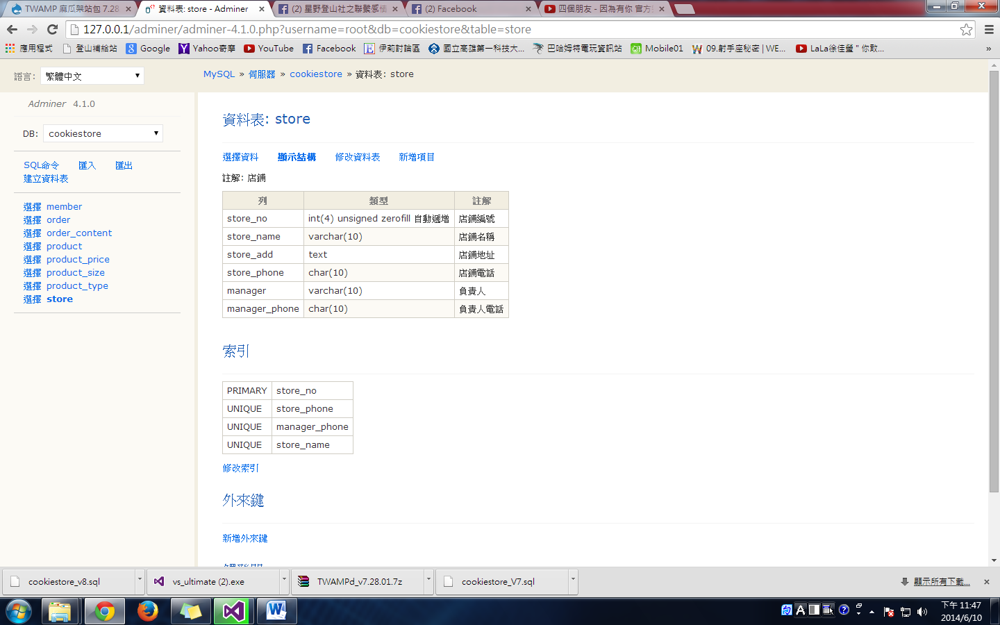 TWAMP 麻瓜架站包 7.28
資料表: store - Adminer
(2) 星野登山社之聯繫感情
(2) Facebook
四個朋友 - 因為有你 官方
127.0.0.1/adminer/adminer-4.1.0.php?username=root&db=cookiestore&table=store
應用程式 登山補給站 Google Yahoo奇摩 YouTube Facebook 伊莉討論區 國立高雄第一科技大... 巴哈姆特電玩資訊站 Mobile01 09.射手座秘密 | WE... LaLa徐佳瑩 " 你敢... »
語言: 繁體中文
MySQL » 伺服器 » cookiestore » 資料表: store
Adminer 4.1.0
DB: cookiestore
SQL命令 匯入 匯出
建立資料表
選擇 member
選擇 order
選擇 order_content
選擇 product
選擇 product_price
選擇 product_size
選擇 product_type
選擇 store
資料表: store
選擇資料 顯示結構 修改資料表 新增項目
註解: 店鋪
列 類型 註解
store_no int(4) unsigned zerofill 自動遞增 店鋪編號
store_name varchar(10) 店鋪名稱
store_add text 店鋪地址
store_phone char(10) 店鋪電話
manager varchar(10) 負責人
manager_phone char(10) 負責人電話
索引
PRIMARY store_no
UNIQUE store_phone
UNIQUE manager_phone
UNIQUE store_name
修改索引
外來鍵
新增外來鍵
cookiestore_v8.sql
vs_ultimate (2).exe
TWAMPd_v7.28.01.7z
cookiestore_V7.sql
顯示所有下載...
下午 11:47
2014/6/10